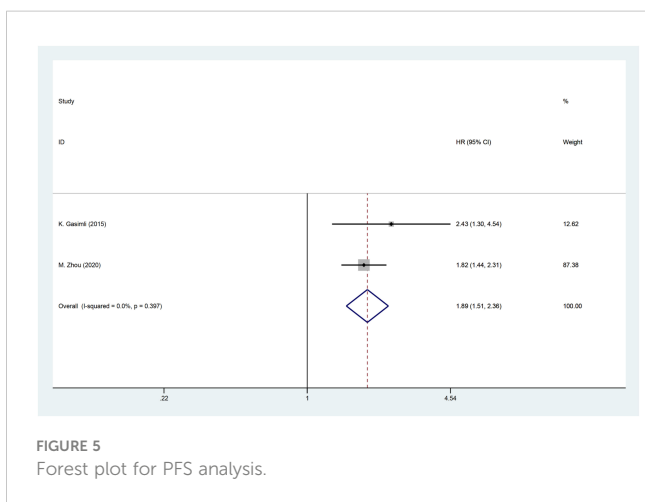 Study %
ID HR (95% CI) Weight
K. Gasimli (2015) 2.43 (1.30, 4.54) 12.62
M. Zhou (2020) 1.82 (1.44, 2.31) 87.38
Overall (I-squared = 0.0%, p = 0.397) 1.89 (1.51, 2.36) 100.00
.22 1 4.54
FIGURE 5
Forest plot for PFS analysis.